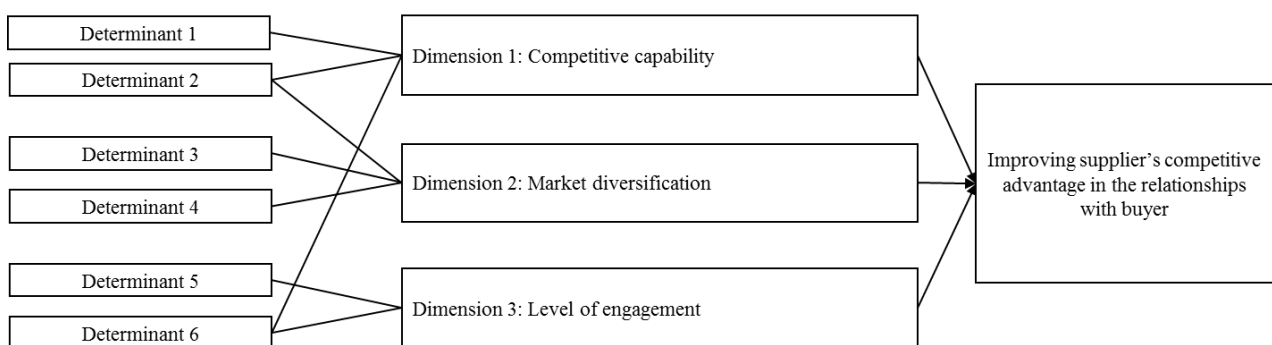 Determinant 1
Determinant 2
Determinant 3
Determinant 4
Determinant 5
Determinant 6
Dimension 1: Competitive capability
Dimension 2: Market diversification
Dimension 3: Level of engagement
Improving supplier’s competitive
advantage in the relationships
with buyer